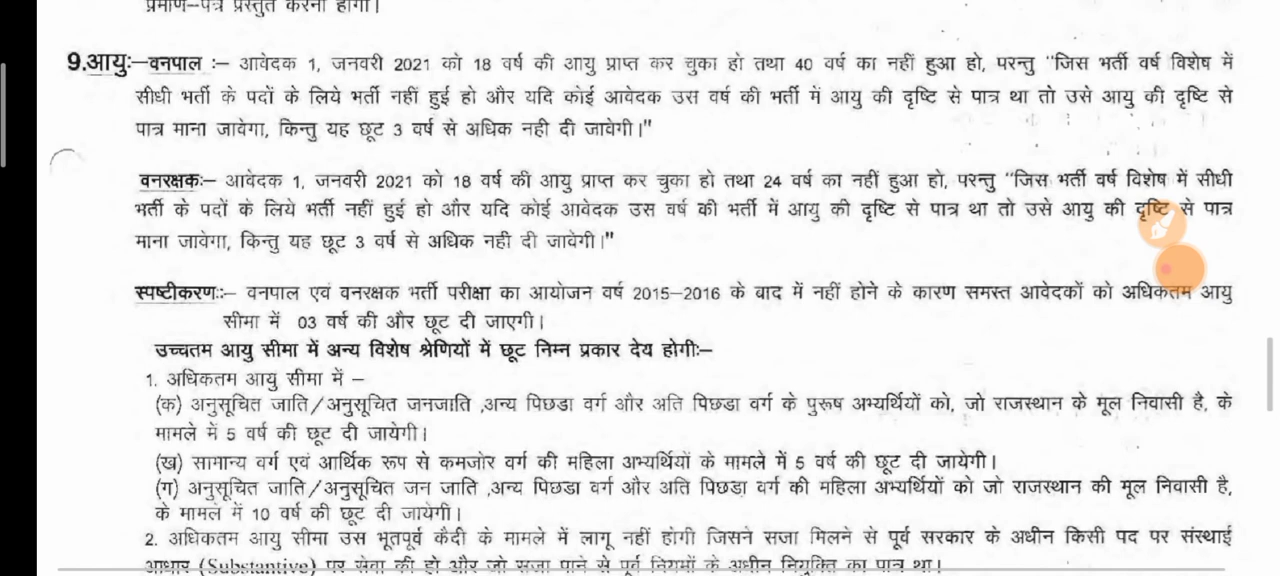 प्रमाण–पत्र प्रस्तुत करना होगा।
9.आयुः–वनपाल :– आवेदक 1, जनवरी 2021 को 18 वर्ष की आयु प्राप्त कर चुका हो तथा 40 वर्ष का नहीं हुआ हो, परन्तु "जिस भर्ती वर्ष विशेष में
सीधी भर्ती के पदों के लिये भर्ती नहीं हुई हो और यदि कोई आवेदक उस वर्ष की भर्ती में आयु की दृष्टि से पात्र था तो उसे आयु की दृष्टि से
पात्र माना जावेगा, किन्तु यह छूट 3 वर्ष से अधिक नही दी जावेगी।"
वनरक्षकः– आवेदक 1, जनवरी 2021 को 18 वर्ष की आयु प्राप्त कर चुका हो तथा 24 वर्ष का नहीं हुआ हो, परन्तु "जिस भर्ती वर्ष विशेष में सीधी
भर्ती के पदों के लिये भर्ती नहीं हुई हो और यदि कोई आवेदक उस वर्ष की भर्ती में आयु की दृष्टि से पात्र था तो उसे आयु की दृष्टि से पात्र
माना जावेगा, किन्तु यह छूट 3 वर्ष से अधिक नही दी जावेगी।"
स्पष्टीकरणः– वनपाल एवं वनरक्षक भर्ती परीक्षा का आयोजन वर्ष 2015–2016 के बाद में नहीं होने के कारण समस्त आवेदकों को अधिकतम आयु
सीमा में 03 वर्ष की और छूट दी जाएगी।
उच्चतम आयु सीमा में अन्य विशेष श्रेणियों में छूट निम्न प्रकार देय होगीः–
1. अधिकतम आयु सीमा में –
(क) अनुसूचित जाति/अनुसूचित जनजाति ,अन्य पिछडा वर्ग और अति पिछडा वर्ग के पुरूष अभ्यर्थियों को, जो राजस्थान के मूल निवासी है, के
मामले में 5 वर्ष की छूट दी जायेगी।
(ख) सामान्य वर्ग एवं आर्थिक रूप से कमजोर वर्ग की महिला अभ्यर्थियों के मामले में 5 वर्ष की छूट दी जायेगी।
(ग) अनुसूचित जाति/अनुसूचित जन जाति ,अन्य पिछडा वर्ग और अति पिछडा वर्ग की महिला अभ्यर्थियों को जो राजस्थान की मूल निवासी है,
के मामले में 10 वर्ष की छूट दी जायेगी।
2. अधिकतम आयु सीमा उस भूतपूर्व कैदी के मामले में लागू नहीं होगी जिसने सजा मिलने से पूर्व सरकार के अधीन किसी पद पर संस्थाई
आधार (Substantive) पर सेवा की हो और जो सजा पाने से पूर्व नियमों के अधीन नियुक्ति का पात्र था।